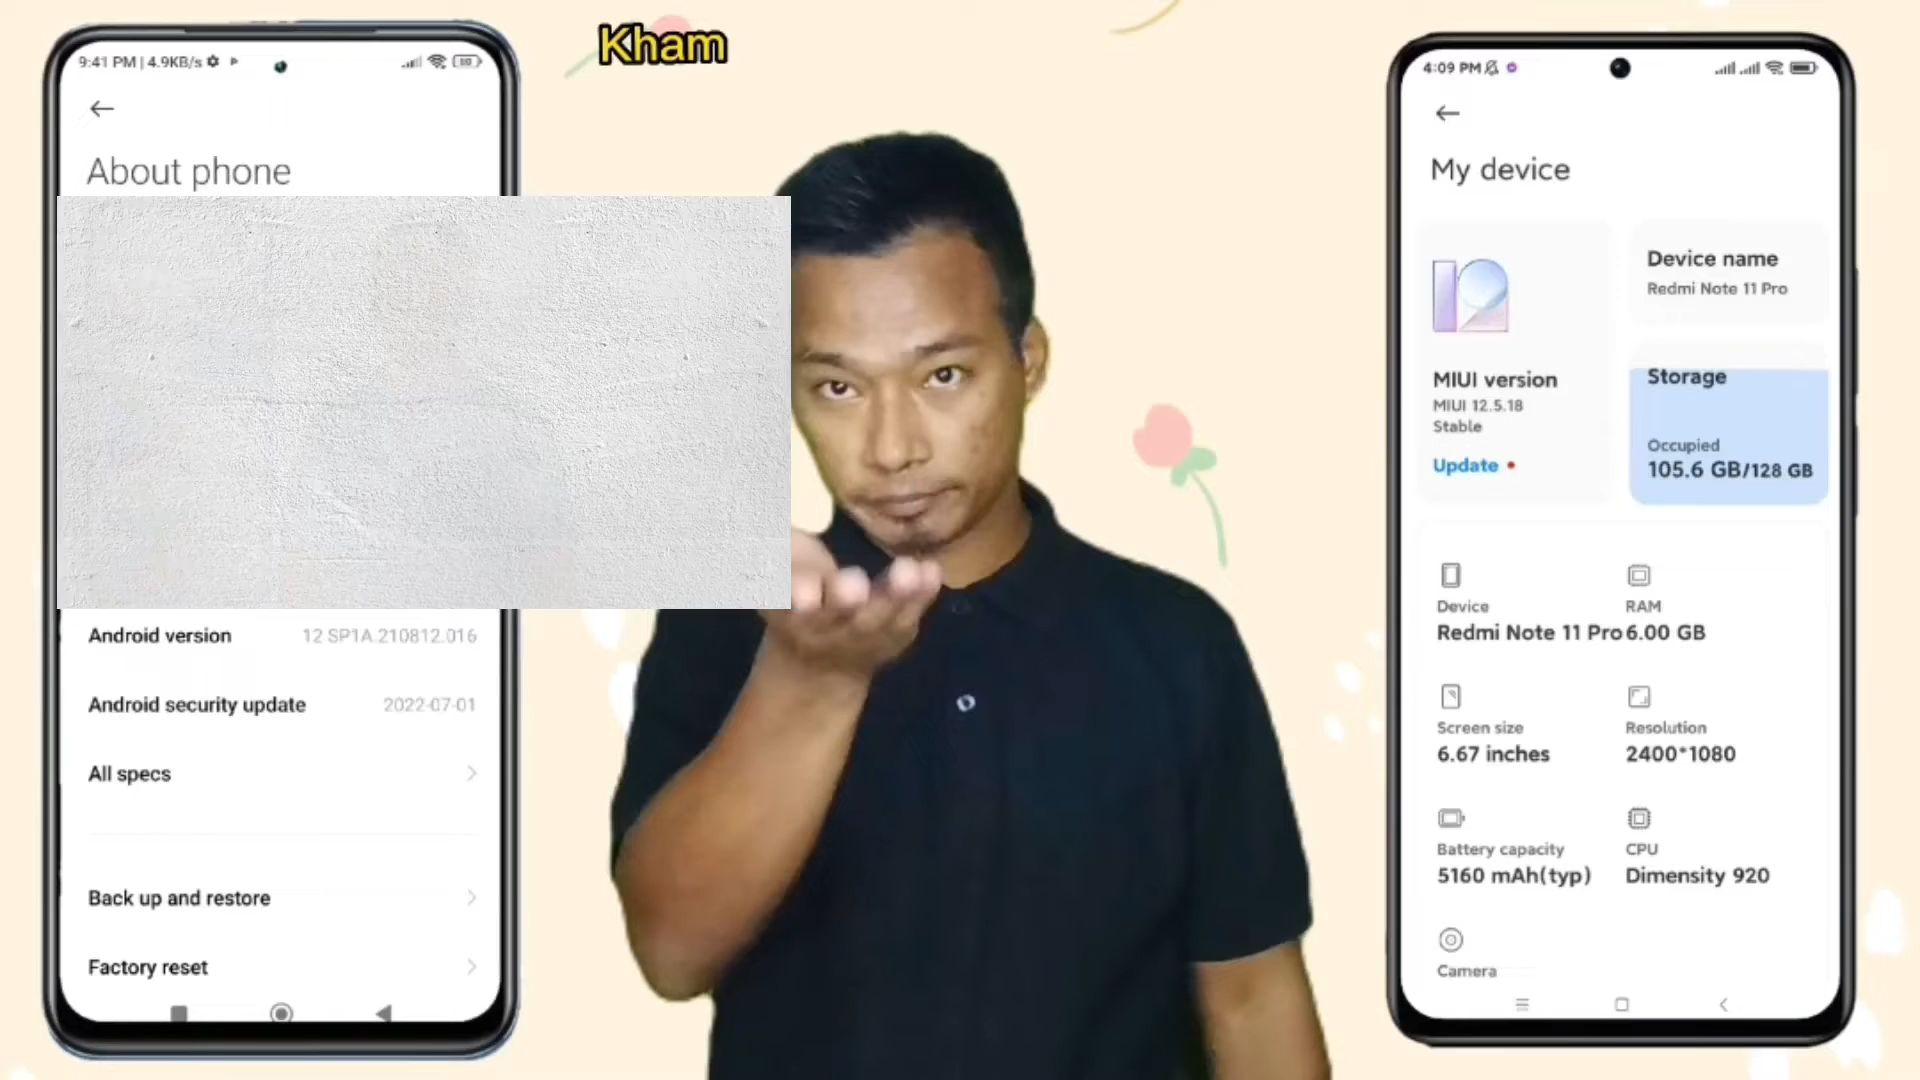 Kham
9:41 PM | 4.9KB/s
10
About phone
Android version
12 SP1A.210812.016
Android security update
2022-07-01
All specs
Back up and restore
Factory reset
4:09 PM
My device
MIUI version
MIUI 12.5.18
Stable
Update
Device name
Redmi Note 11 Pro
Storage
Occupied
105.6 GB/128 GB
Device
Redmi Note 11 Pro
RAM
6.00 GB
Screen size
6.67 inches
Resolution
2400*1080
Battery capacity
5160 mAh(typ)
CPU
Dimensity 920
Camera